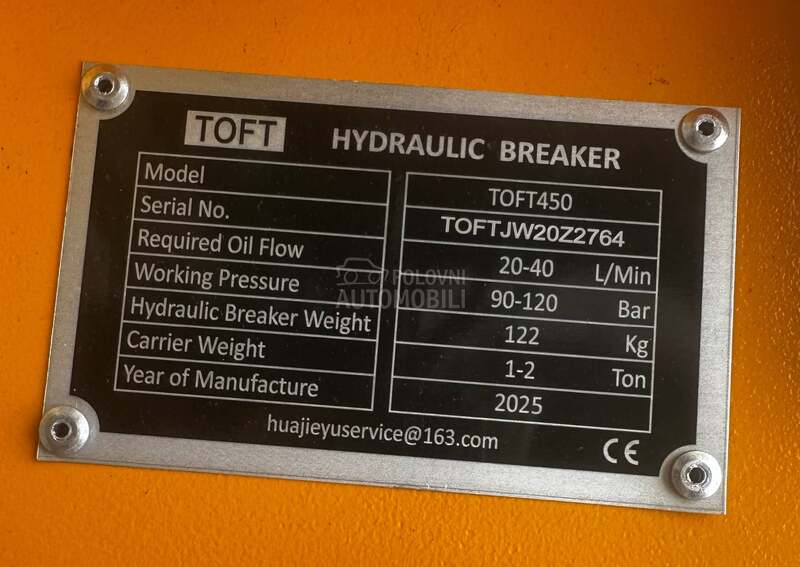 TOFT HYDRAULIC BREAKER
Model TOFT450
Serial No. TOFTJW20Z2764
Required Oil Flow 20-40 L/Min
Working Pressure 90-120 Bar
Hydraulic Breaker Weight 122 Kg
Carrier Weight 1-2 Ton
Year of Manufacture 2025
huajieyuservice@163.com CE
POLOVNI
AUTOMOBILI